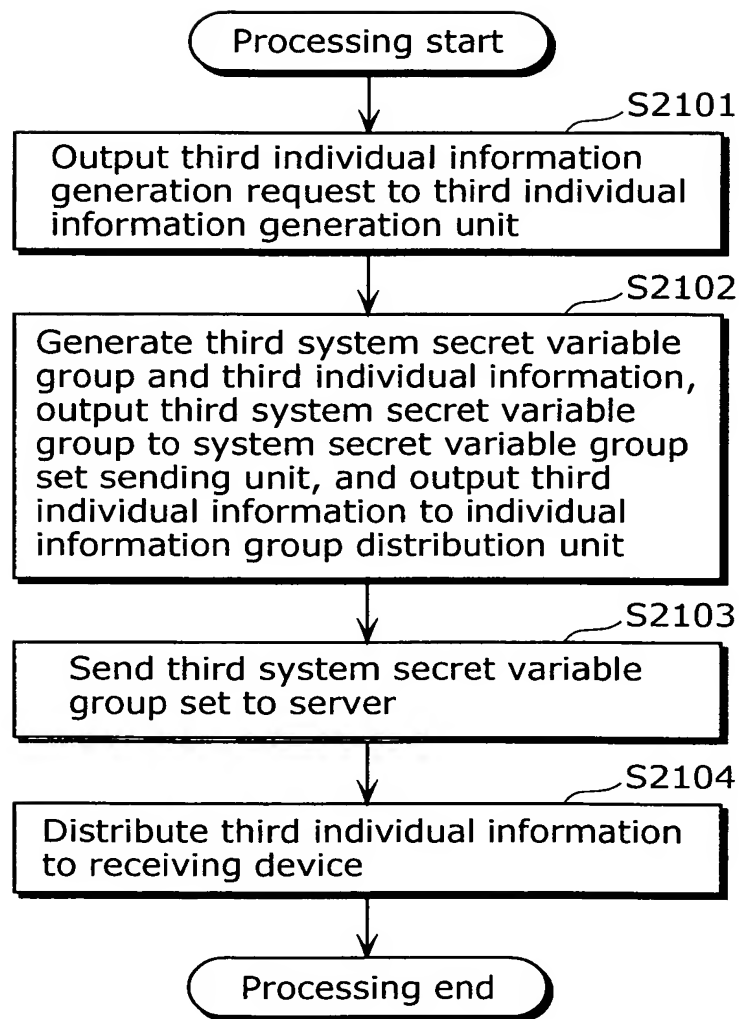 Processing start
S2101
Output third individual information
generation request to third individual
information generation unit
S2102
Generate third system secret variable
group and third individual information,
output third system secret variable
group to system secret variable group
set sending unit, and output third
individual information to individual
information group distribution unit
S2103
Send third system secret variable
group set to server
S2104
Distribute third individual information
to receiving device
Processing end